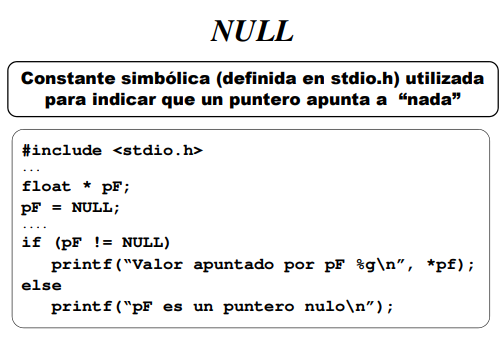 NULL
Constante simbólica (definida en stdio.h) utilizada
para indicar que un puntero apunta a “nada”
#include <stdio.h>
...
float * pF;
pF = NULL;
....
if (pF != NULL)
printf(“Valor apuntado por pF %g\n”, *pf);
else
printf(“pF es un puntero nulo\n”);